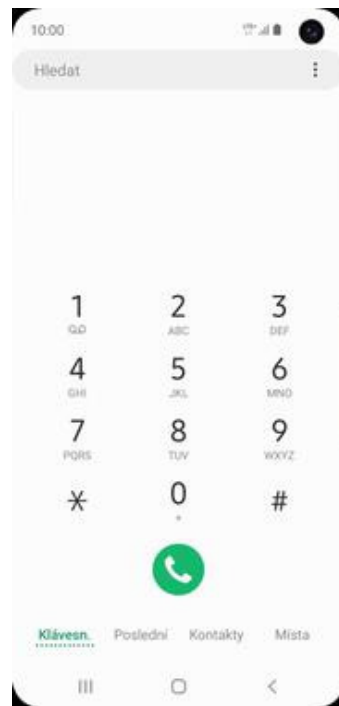 10:00
Hledat
1 2 3
ABC DEF
4 5 6
GHI JKL MNO
7 8 9
PQRS TUV WXYZ
* 0 #
+
Klávesn. Poslední Kontakty Místa